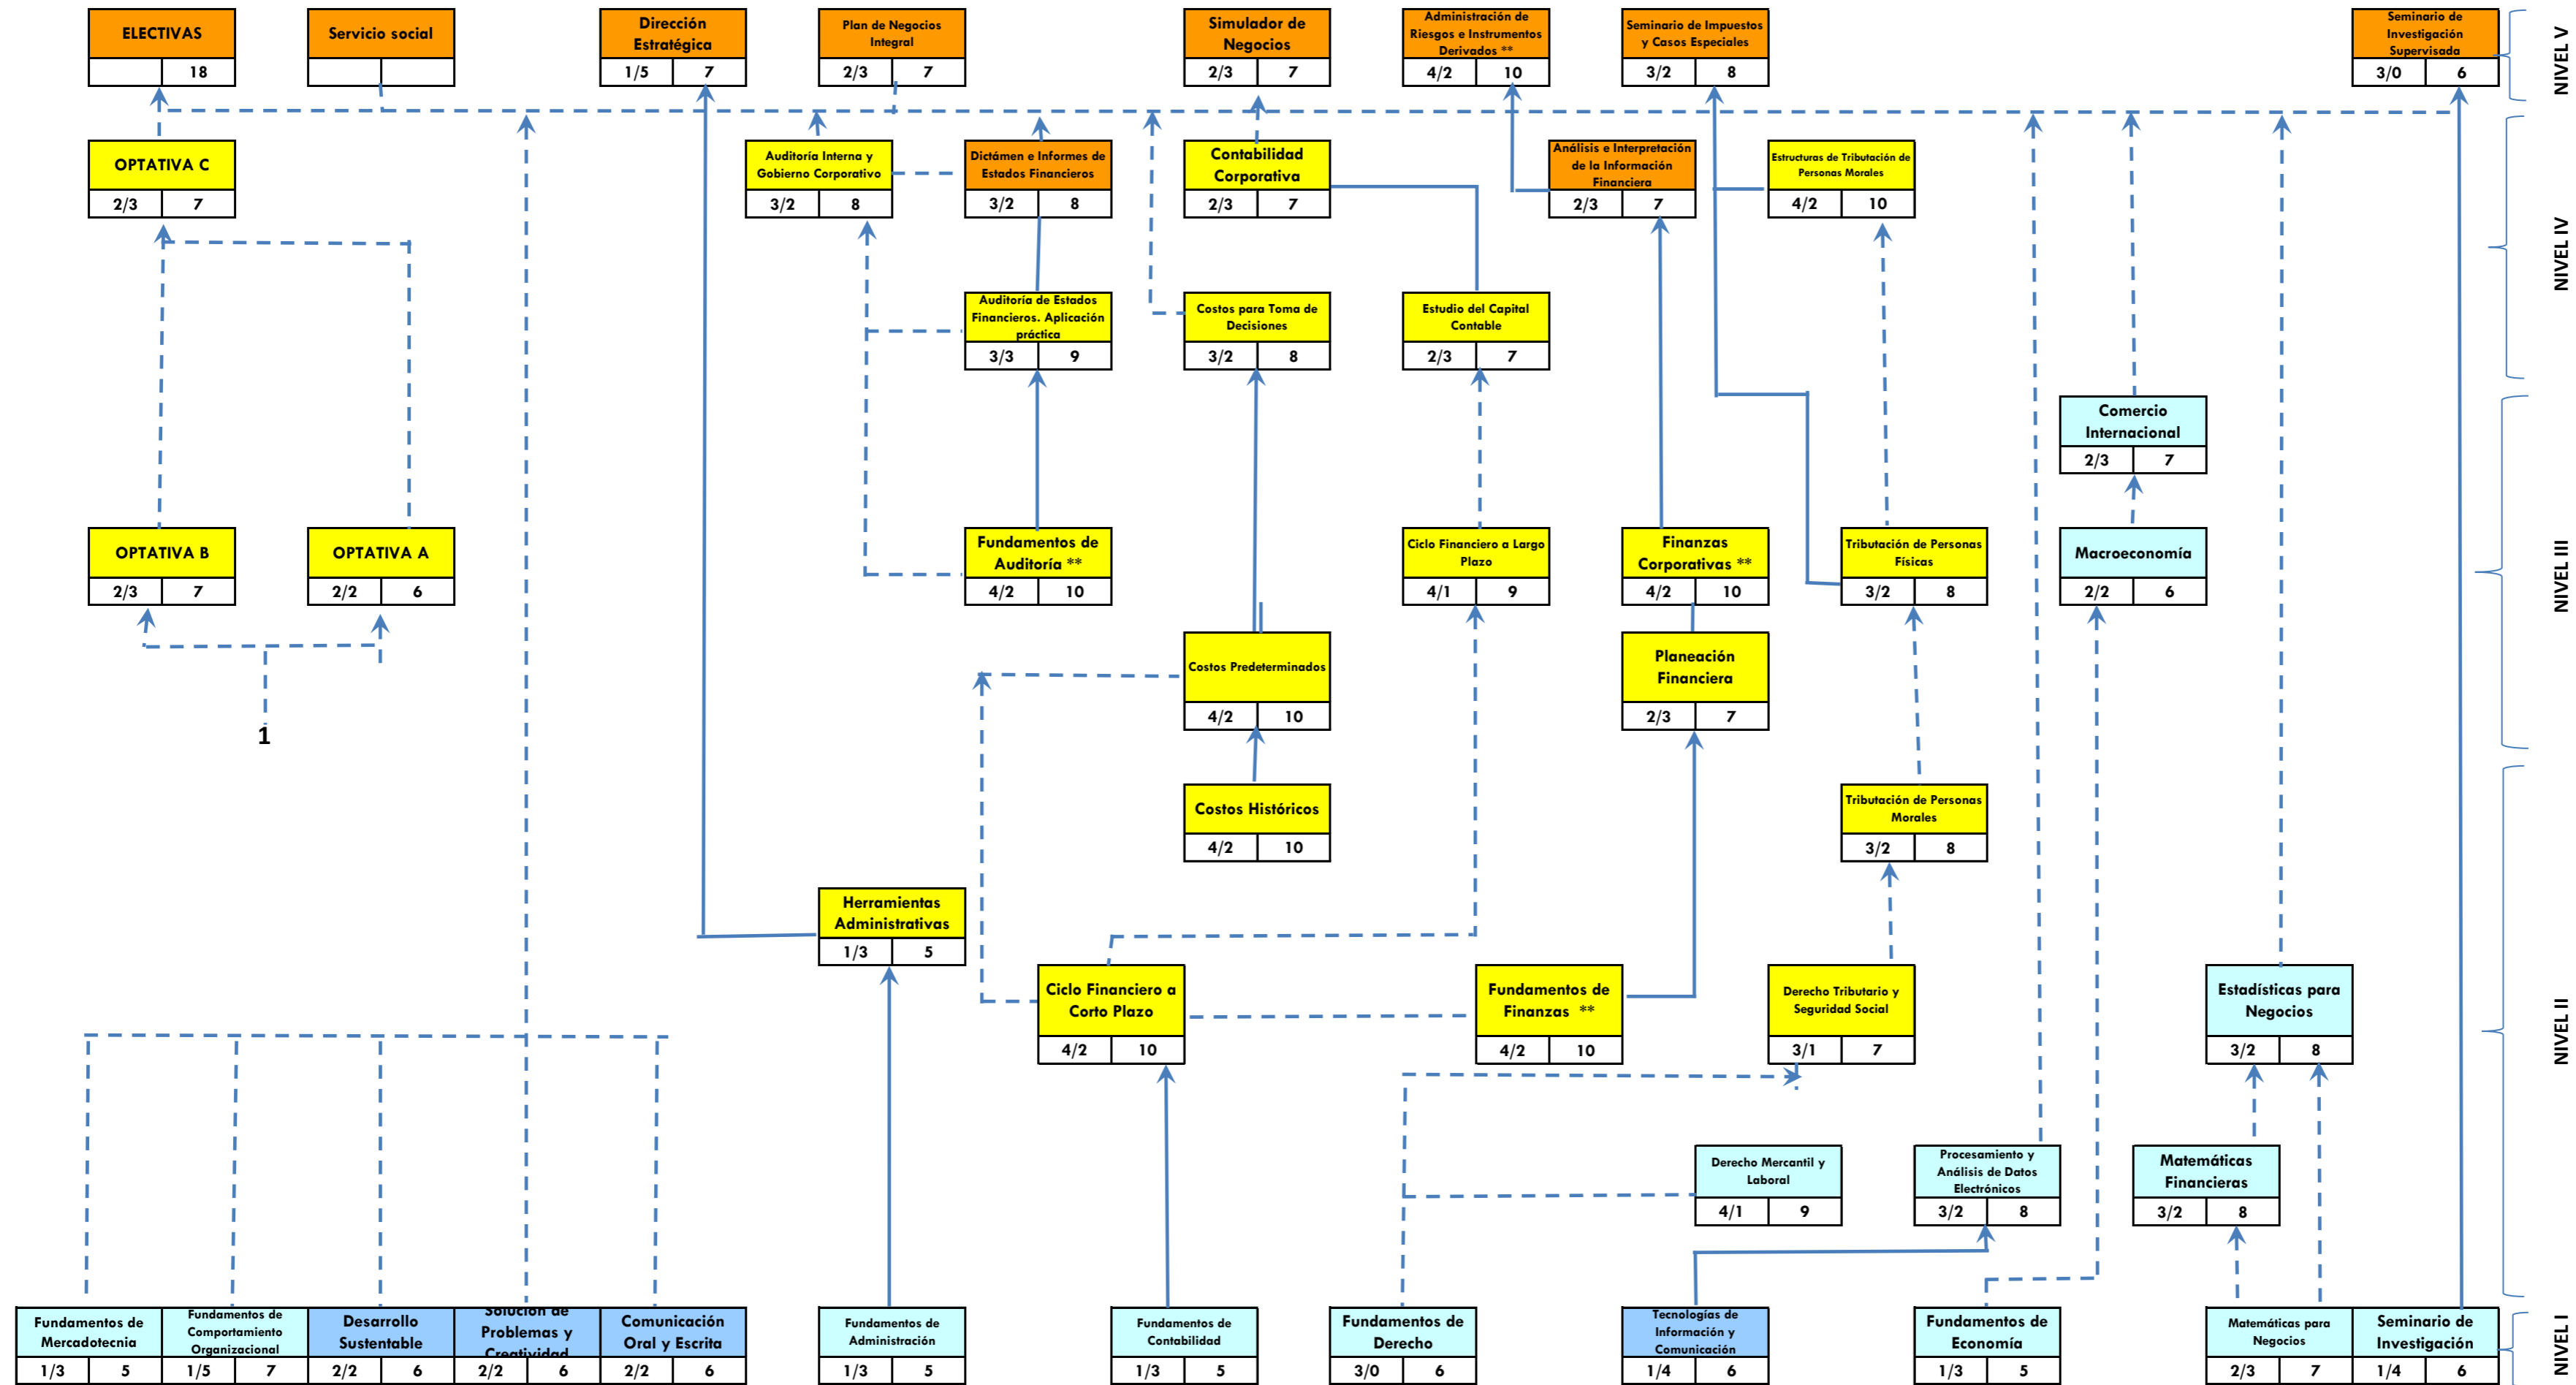 ELECTIVAS
18
Servicio social
Dirección
Estratégica
1/5 7
Plan de Negocios
Integral
2/3 7
Simulador de
Negocios
2/3 7
Administración de
Riesgos e Instrumentos
Derivados **
4/2 10
Seminario de Impuestos
y Casos Especiales
3/2 8
Seminario de
Investigación
Supervisada
3/0 6
NIVEL V
OPTATIVA C
2/3 7
Auditoría Interna y
Gobierno Corporativo
3/2 8
Dictámen e Informes de
Estados Financieros
3/2 8
Contabilidad
Corporativa
2/3 7
Análisis e Interpretación
de la Información
Financiera
2/3 7
Estructuras de Tributación de
Personas Morales
4/2 10
NIVEL IV
Auditoría de Estados
Financieros. Aplicación
práctica
3/3 9
Costos para Toma de
Decisiones
3/2 8
Estudio del Capital
Contable
2/3 7
Comercio
Internacional
2/3 7
OPTATIVA B
2/3 7
OPTATIVA A
2/2 6
Fundamentos de
Auditoría **
4/2 10
Ciclo Financiero a Largo
Plazo
4/1 9
Finanzas
Corporativas **
4/2 10
Tributación de Personas
Físicas
3/2 8
Macroeconomía
2/2 6
NIVEL III
Costos Predeterminados
4/2 10
Planeación
Financiera
2/3 7
1
Costos Históricos
4/2 10
Tributación de Personas
Morales
3/2 8
Herramientas
Administrativas
1/3 5
Ciclo Financiero a
Corto Plazo
4/2 10
Fundamentos de
Finanzas **
4/2 10
Derecho Tributario y
Seguridad Social
3/1 7
Estadísticas para
Negocios
3/2 8
NIVEL II
Derecho Mercantil y
Laboral
4/1 9
Procesamiento y
Análisis de Datos
Electrónicos
3/2 8
Matemáticas
Financieras
3/2 8
Fundamentos de
Mercadotecnia
1/3 5
Fundamentos de
Comportamiento
Organizacional
1/5 7
Desarrollo
Sustentable
2/2 6
Solución de
Problemas y
Creatividad
2/2 6
Comunicación
Oral y Escrita
2/2 6
Fundamentos de
Administración
1/3 5
Fundamentos de
Contabilidad
1/3 5
Fundamentos de
Derecho
3/0 6
Tecnologías de
Información y
Comunicación
1/4 6
Fundamentos de
Economía
1/3 5
Matemáticas para
Negocios
2/3 7
Seminario de
Investigación
1/4 6
NIVEL I